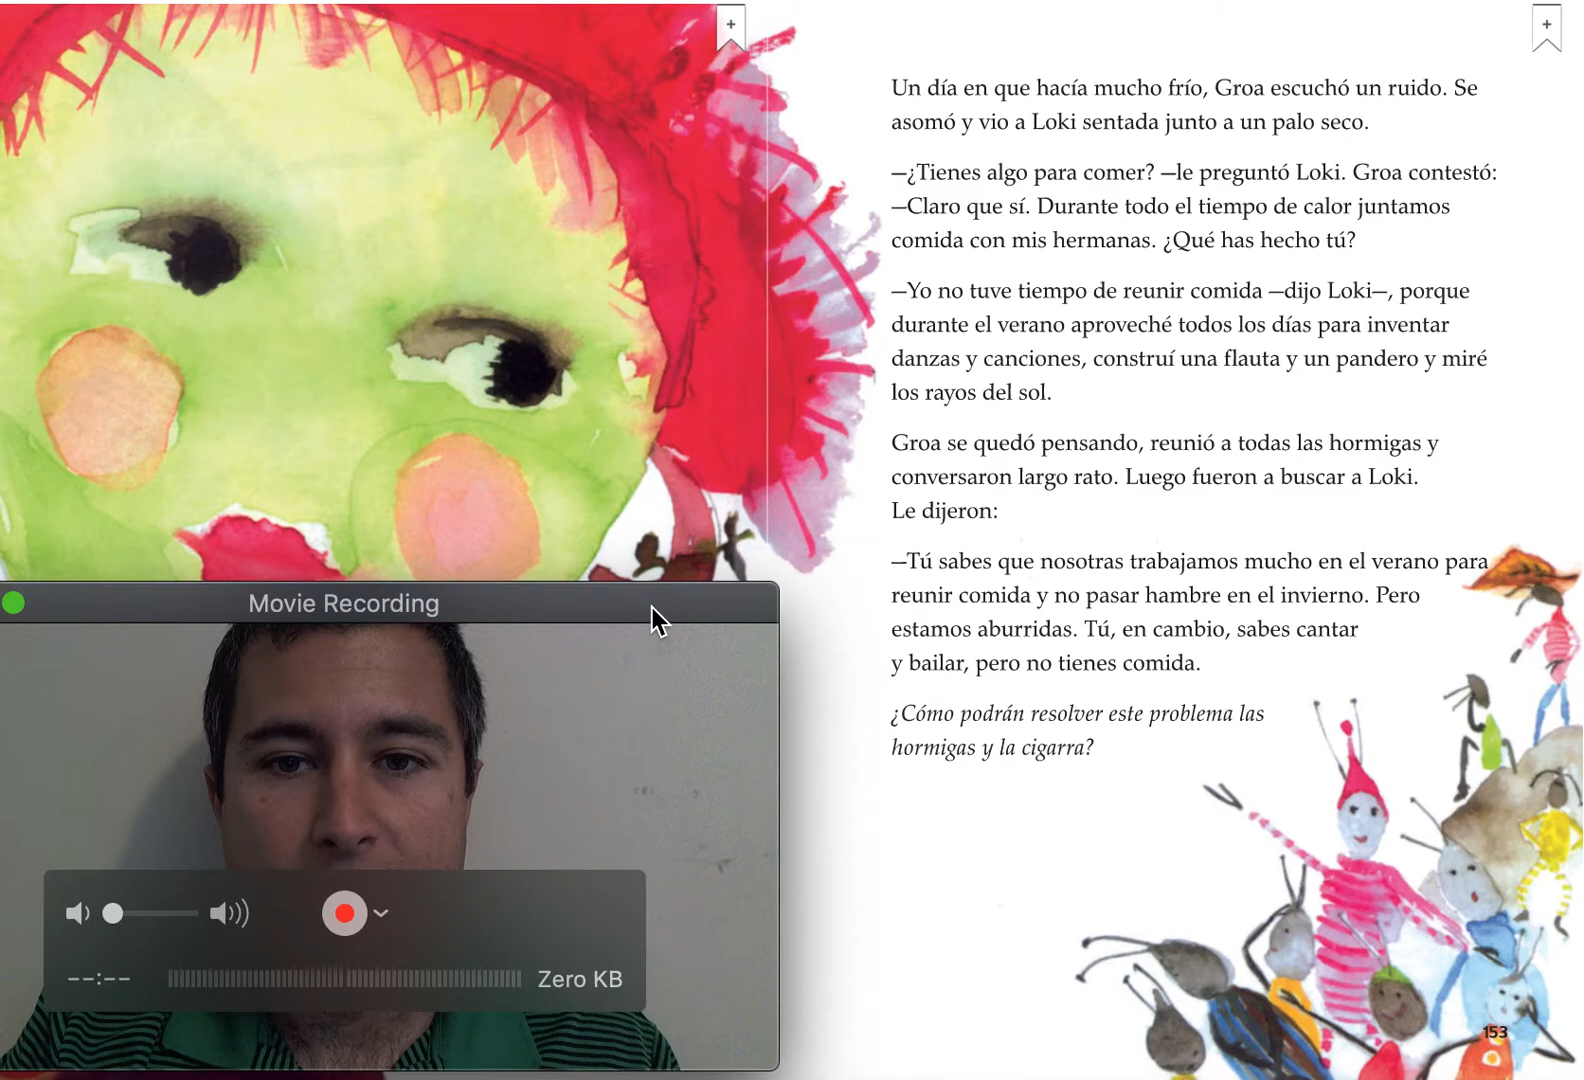 Un día en que hacía mucho frío, Groa escuchó un ruido. Se
asomó y vio a Loki sentada junto a un palo seco.
—¿Tienes algo para comer? —le preguntó Loki. Groa contestó:
—Claro que sí. Durante todo el tiempo de calor juntamos
comida con mis hermanas. ¿Qué has hecho tú?
—Yo no tuve tiempo de reunir comida —dijo Loki—, porque
durante el verano aproveché todos los días para inventar
danzas y canciones, construí una flauta y un pandero y miré
los rayos del sol.
Groa se quedó pensando, reunió a todas las hormigas y
conversaron largo rato. Luego fueron a buscar a Loki.
Le dijeron:
—Tú sabes que nosotras trabajamos mucho en el verano para
reunir comida y no pasar hambre en el invierno. Pero
estamos aburridas. Tú, en cambio, sabes cantar
y bailar, pero no tienes comida.
¿Cómo podrán resolver este problema las
hormigas y la cigarra?
153
Movie Recording
--:--
Zero KB